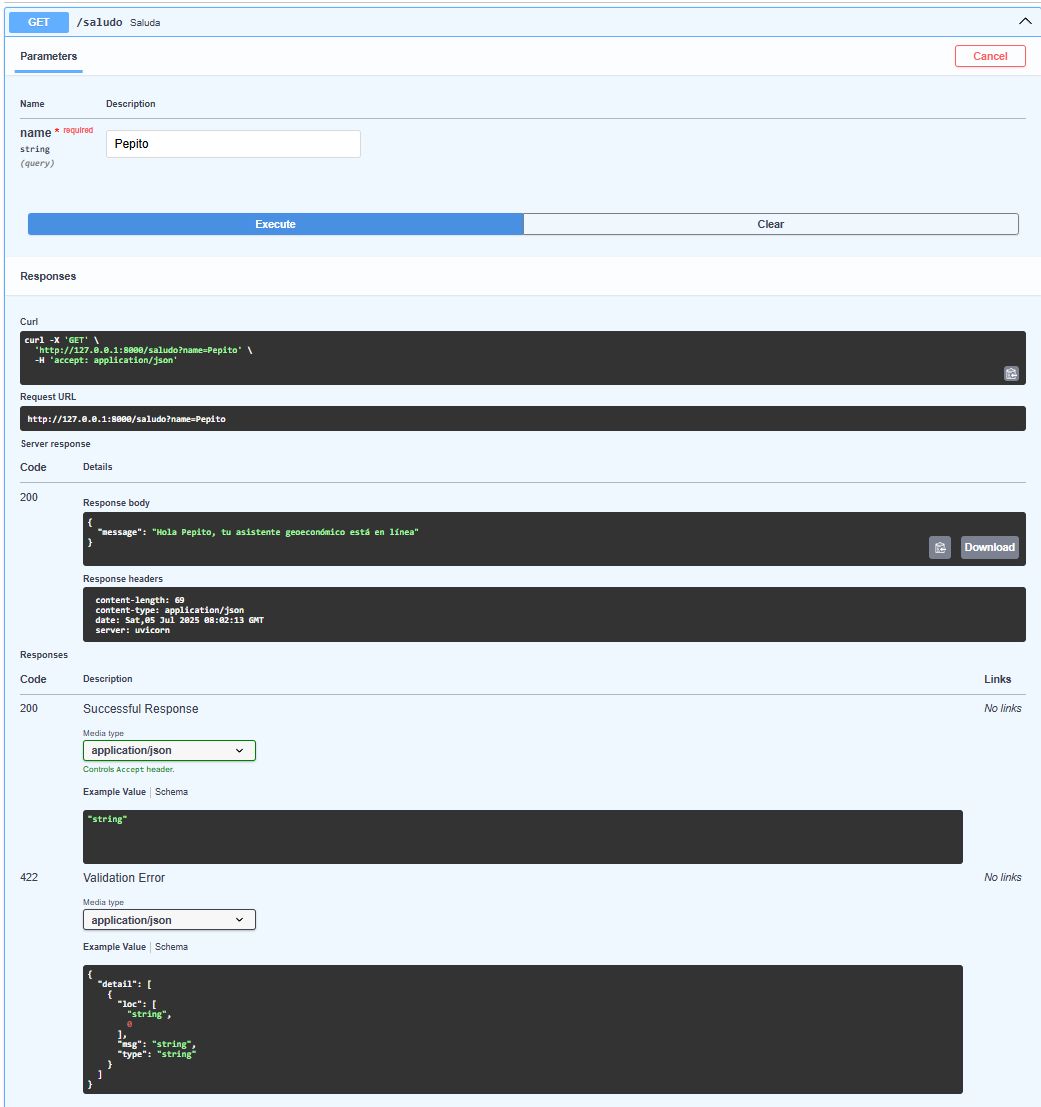 GET /saludo Saluda
Parameters
Cancel
Name Description
name * required
string
(query)
Pepito
Execute Clear
Responses
Curl
curl -X 'GET' \
'http://127.0.0.1:8000/saludo?name=Pepito' \
-H 'accept: application/json'
Request URL
http://127.0.0.1:8000/saludo?name=Pepito
Server response
Code Details
200
Response body
{
"message": "Hola Pepito, tu asistente geoeconómico está en línea"
}
Download
Response headers
content-length: 69
content-type: application/json
date: Sat,05 Jul 2025 08:02:13 GMT
server: uvicorn
Responses
Code Description Links
200 Successful Response No links
Media type
application/json
Controls Accept header.
Example Value | Schema
"string"
422 Validation Error No links
Media type
application/json
Example Value | Schema
{
"detail": [
{
"loc": [
"string",
0
],
"msg": "string",
"type": "string"
}
]
}